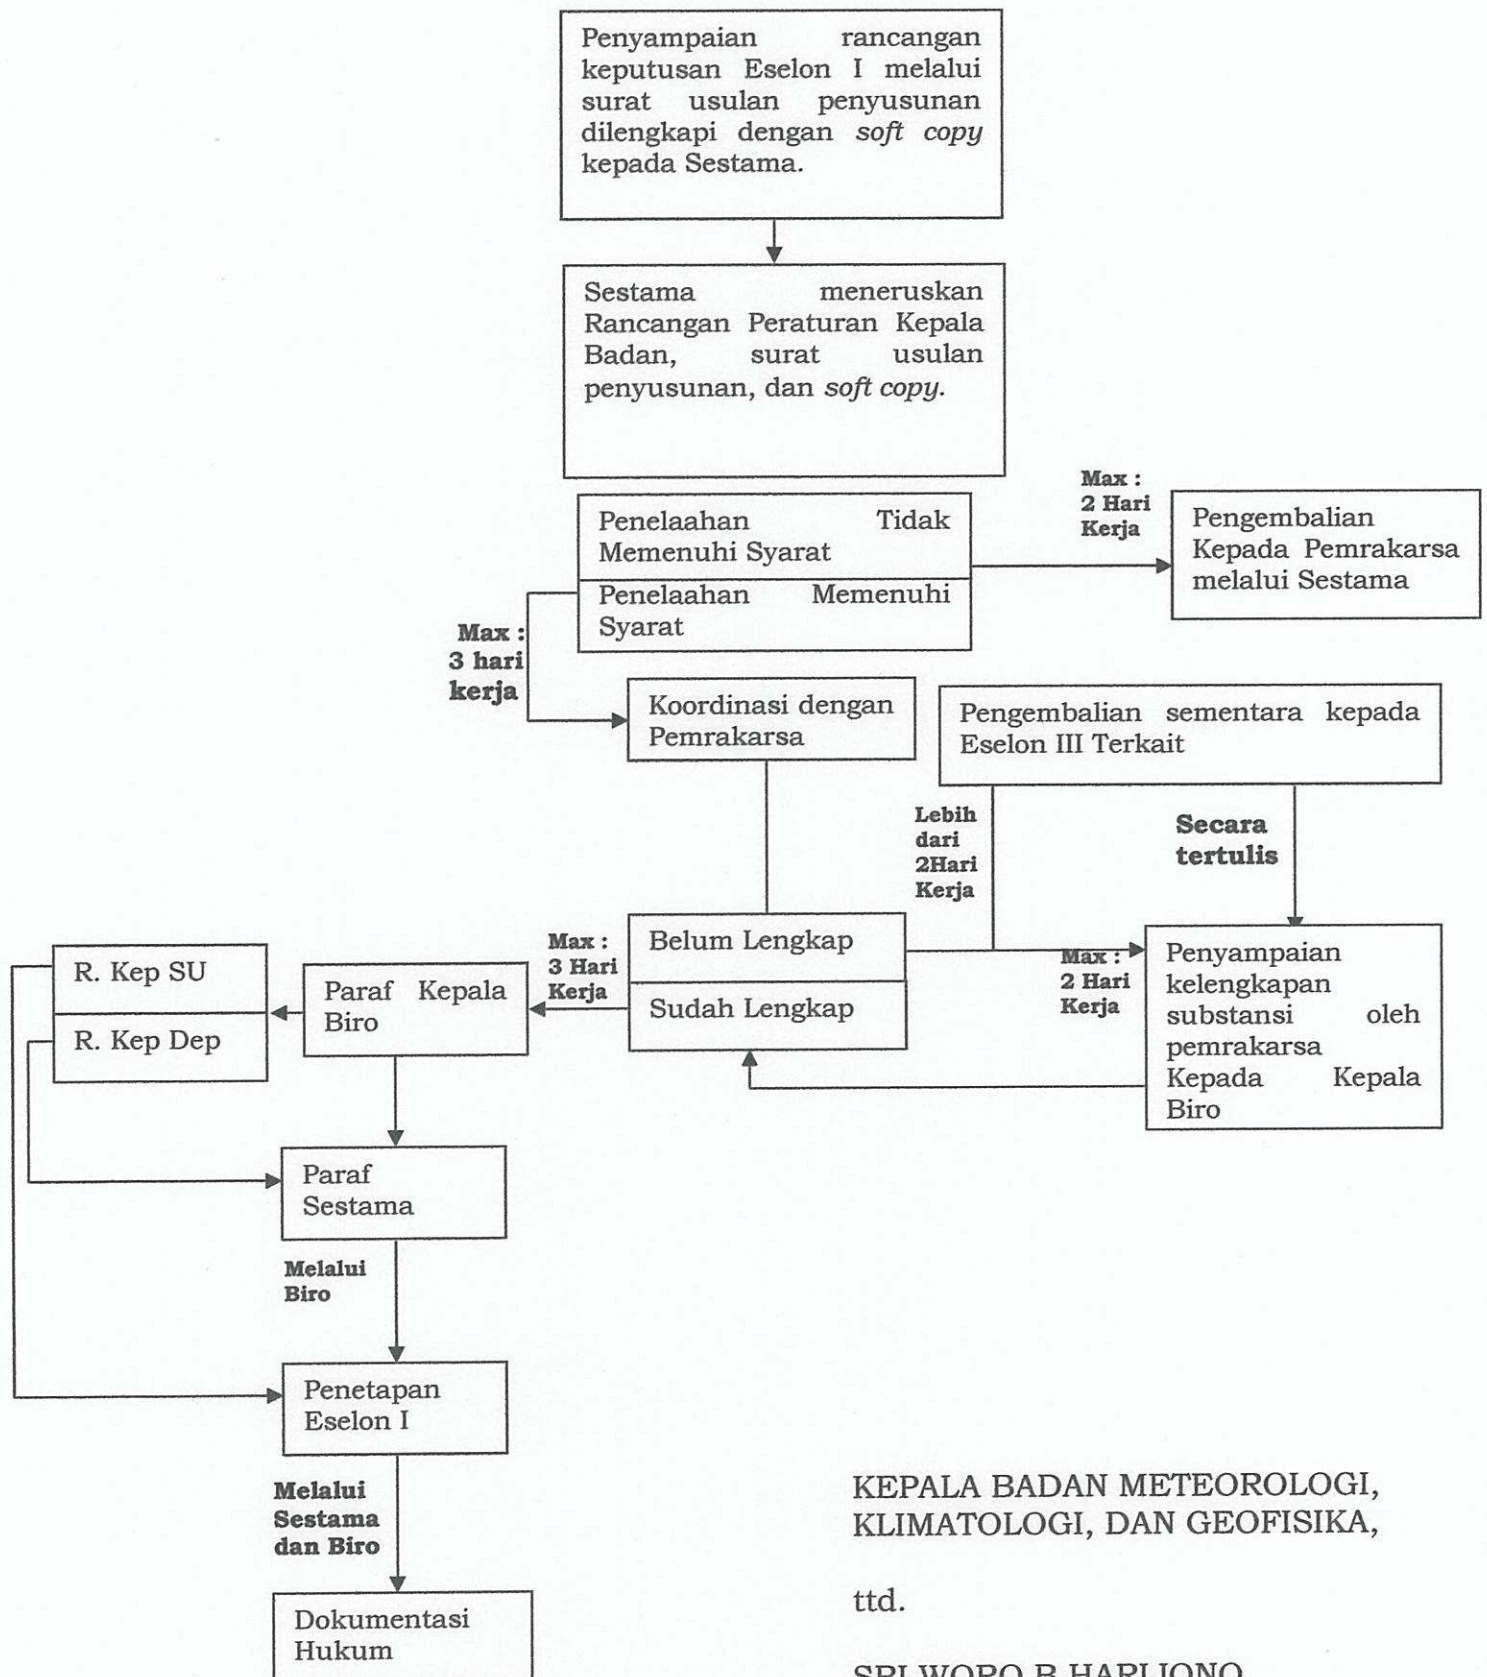 Penyampaian rancangan
keputusan Eselon I melalui
surat usulan penyusunan
dilengkapi dengan soft copy
kepada Sestama.
Sestama meneruskan
Rancangan Peraturan Kepala
Badan, surat usulan
penyusunan, dan soft copy.
Penelaahan Tidak
Memenuhi Syarat
Max :
2 Hari
Kerja
Pengembalian
Kepada Pemrakarsa
melalui Sestama
Penelaahan Memenuhi
Syarat
Max :
3 hari
kerja
Koordinasi dengan
Pemrakarsa
Pengembalian sementara kepada
Eselon III Terkait
Lebih
dari
2Hari
Kerja
Secara
tertulis
Belum Lengkap
Sudah Lengkap
Max :
2 Hari
Kerja
Penyampaian
kelengkapan
substansi oleh
pemrakarsa
Kepada Kepala
Biro
Max :
3 Hari
Kerja
Paraf Kepala
Biro
R. Kep SU
R. Kep Dep
Paraf
Sestama
Melalui
Biro
Penetapan
Eselon I
Melalui
Sestama
dan Biro
Dokumentasi
Hukum
KEPALA BADAN METEOROLOGI,
KLIMATOLOGI, DAN GEOFISIKA,
ttd.
SRI WORO B.HARIJONO